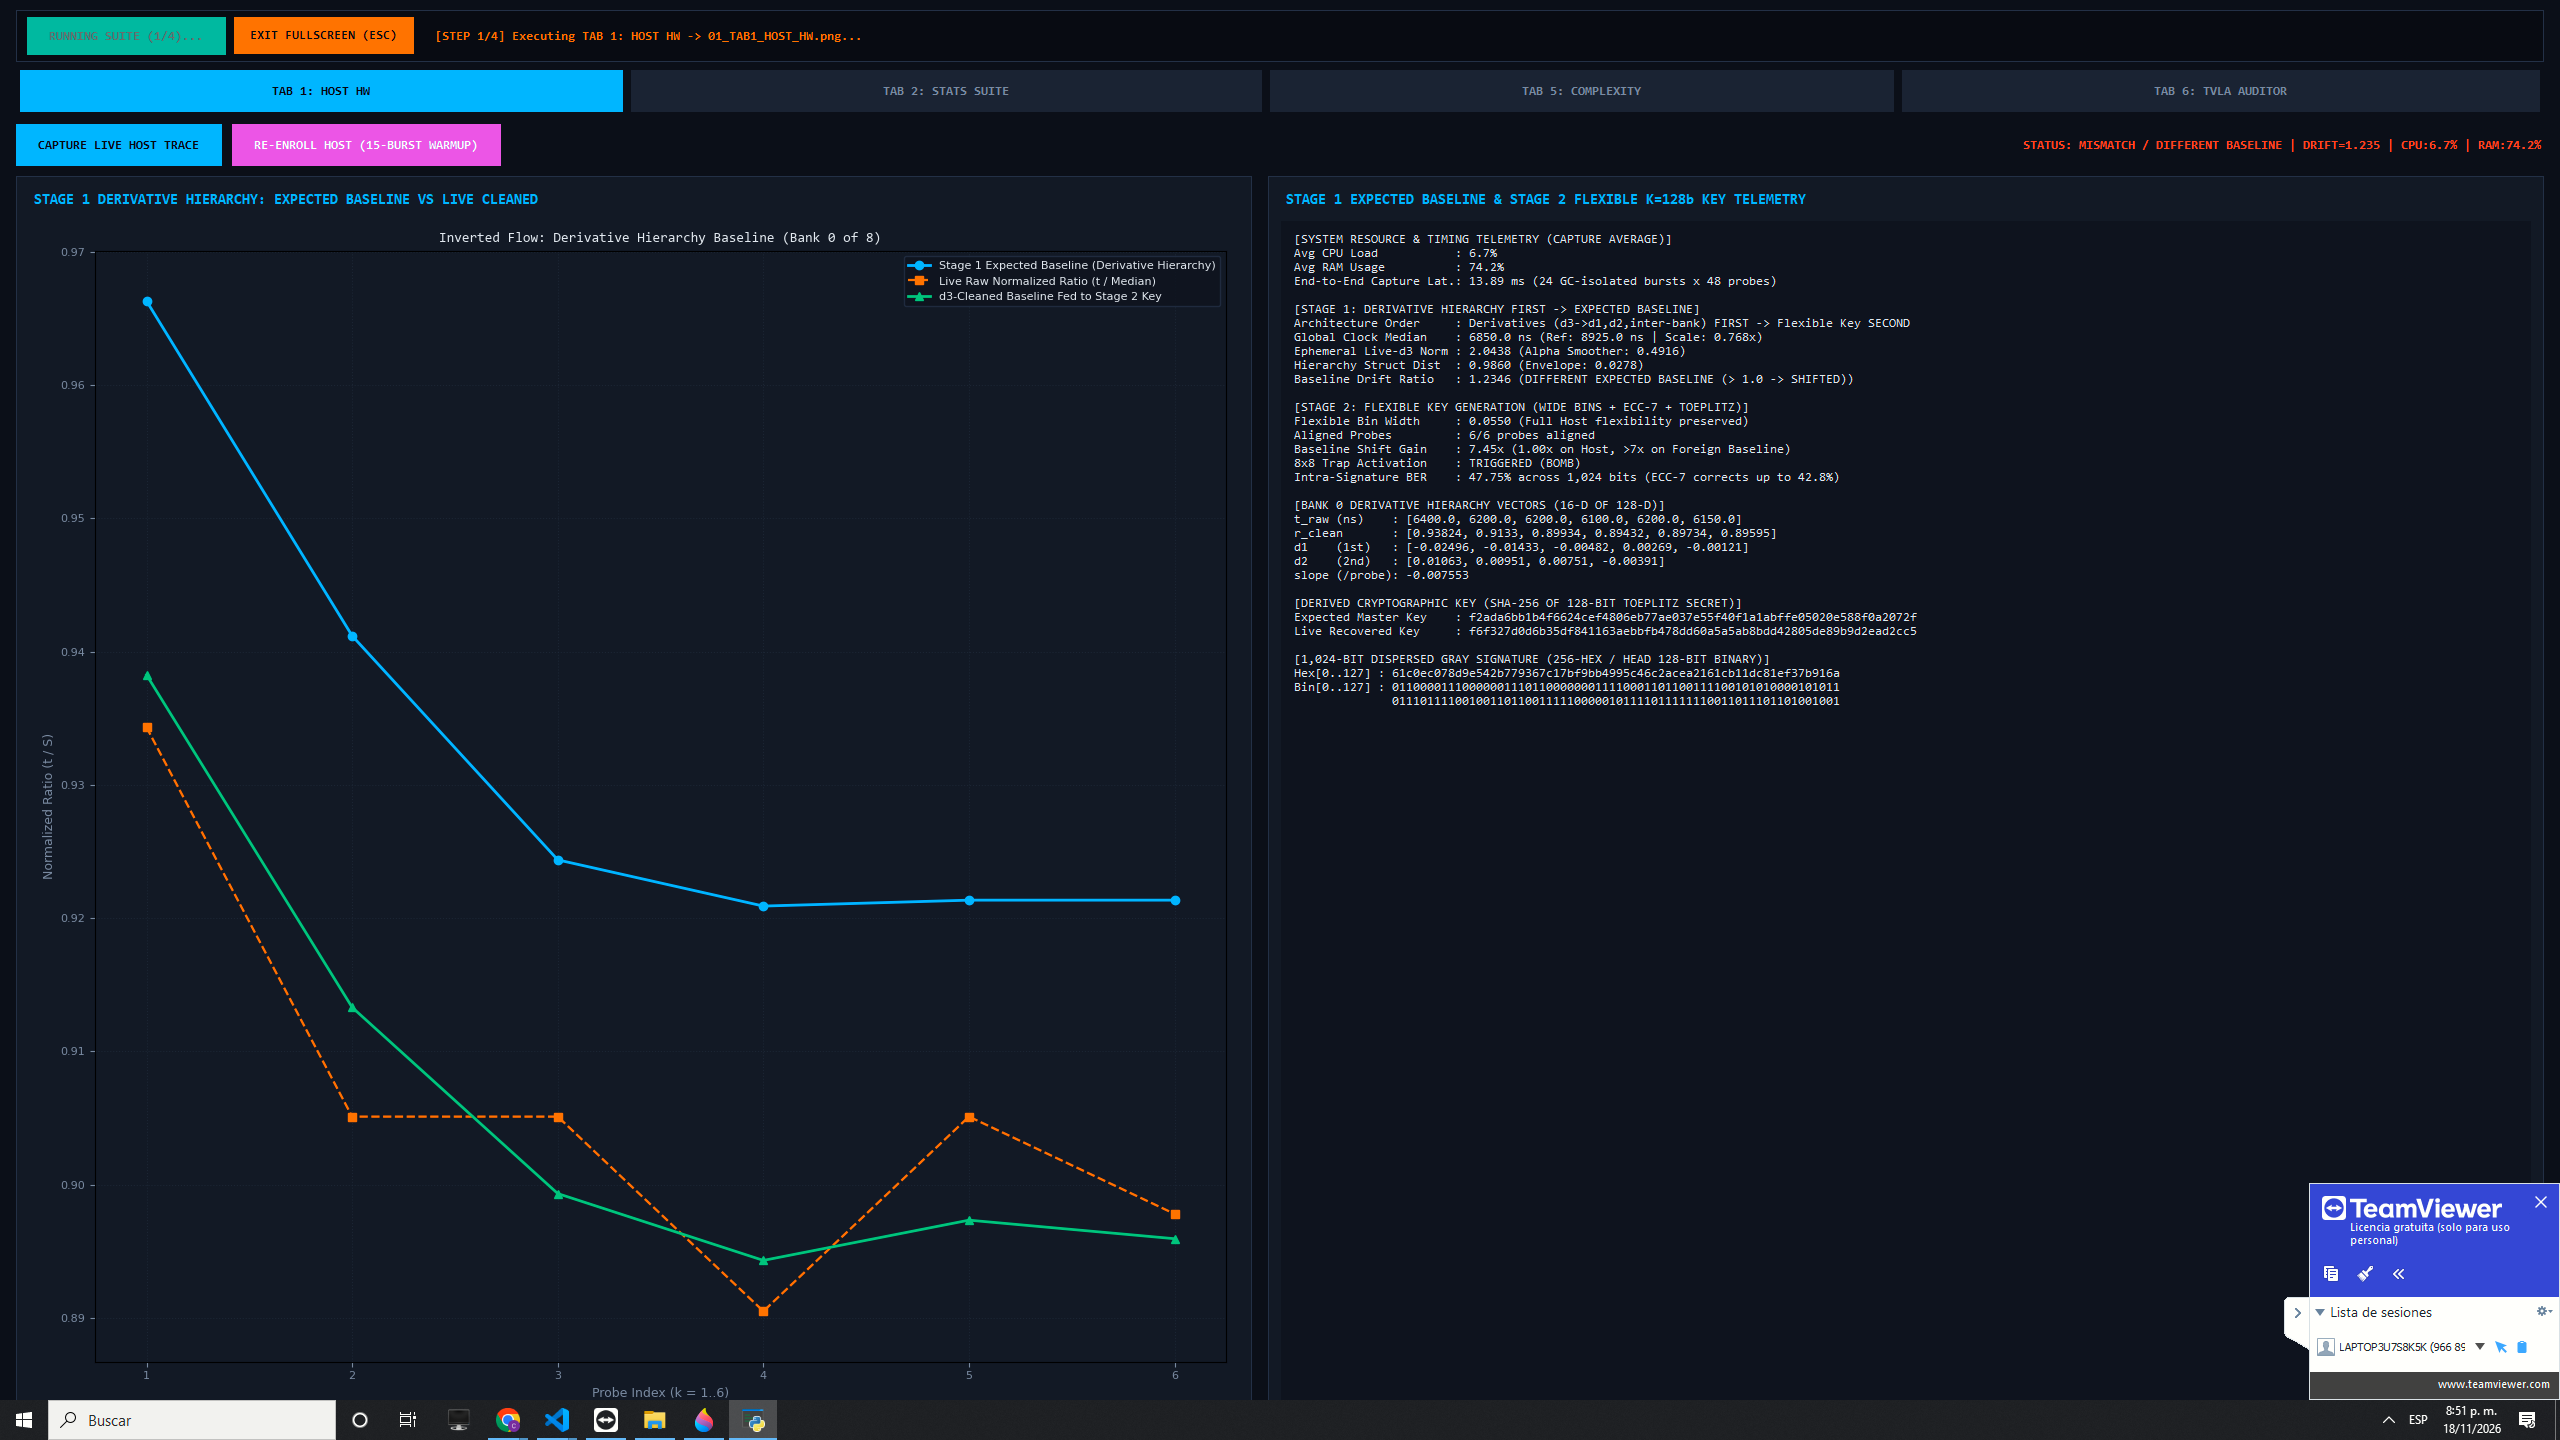 RUNNING SUITE (1/4)...
EXIT FULLSCREEN (ESC)
[STEP 1/4] Executing TAB 1: HOST HW -> 01_TAB1_HOST_HW.png...
TAB 1: HOST HW
TAB 2: STATS SUITE
TAB 5: COMPLEXITY
TAB 6: TVLA AUDITOR
CAPTURE LIVE HOST TRACE
RE-ENROLL HOST (15-BURST WARMUP)
STATUS: MISMATCH / DIFFERENT BASELINE | DRIFT=1.235 | CPU:6.7% | RAM:74.2%
STAGE 1 DERIVATIVE HIERARCHY: EXPECTED BASELINE VS LIVE CLEANED
Inverted Flow: Derivative Hierarchy Baseline (Bank 0 of 8)
Stage 1 Expected Baseline (Derivative Hierarchy)
Live Raw Normalized Ratio (t / Median)
d3-Cleaned Baseline Fed to Stage 2 Key
Normalized Ratio (t / S)
0.97
0.96
0.95
0.94
0.93
0.92
0.91
0.90
0.89
1
2
3
4
5
6
Probe Index (k = 1..6)
STAGE 1 EXPECTED BASELINE & STAGE 2 FLEXIBLE K=128b KEY TELEMETRY
[SYSTEM RESOURCE & TIMING TELEMETRY (CAPTURE AVERAGE)]
Avg CPU Load : 6.7%
Avg RAM Usage : 74.2%
End-to-End Capture Lat.: 13.89 ms (24 GC-isolated bursts x 48 probes)
[STAGE 1: DERIVATIVE HIERARCHY FIRST -> EXPECTED BASELINE]
Architecture Order : Derivatives (d3->d1,d2,inter-bank) FIRST -> Flexible Key SECOND
Global Clock Median : 6850.0 ns (Ref: 8925.0 ns | Scale: 0.768x)
Ephemeral Live-d3 Norm : 2.0438 (Alpha Smoother: 0.4916)
Hierarchy Struct Dist : 0.9860 (Envelope: 0.0278)
Baseline Drift Ratio : 1.2346 (DIFFERENT EXPECTED BASELINE (> 1.0 -> SHIFTED))
[STAGE 2: FLEXIBLE KEY GENERATION (WIDE BINS + ECC-7 + TOEPLITZ)]
Flexible Bin Width : 0.0550 (Full Host flexibility preserved)
Aligned Probes : 6/6 probes aligned
Baseline Shift Gain : 7.45x (1.00x on Host, >7x on Foreign Baseline)
8x8 Trap Activation : TRIGGERED (BOMB)
Intra-Signature BER : 47.75% across 1,024 bits (ECC-7 corrects up to 42.8%)
[BANK 0 DERIVATIVE HIERARCHY VECTORS (16-D OF 128-D)]
t_raw (ns) : [6400.0, 6200.0, 6200.0, 6100.0, 6200.0, 6150.0]
r_clean : [0.93824, 0.9133, 0.89934, 0.89432, 0.89734, 0.89595]
d1 (1st) : [-0.02496, -0.01433, -0.00482, 0.00269, -0.00121]
d2 (2nd) : [0.01063, 0.00951, 0.00751, -0.00391]
slope (/probe): -0.007553
[DERIVED CRYPTOGRAPHIC KEY (SHA-256 OF 128-BIT TOEPLITZ SECRET)]
Expected Master Key : f2ada6bb1b4f6624cef4806eb77ae037e55f40f1a1abffe05020e588f0a2072f
Live Recovered Key : f6f327d0d6b35df841163aebbfb478dd60a5a5ab8bdd42805de89b9d2ead2cc5
[1,024-BIT DISPERSED GRAY SIGNATURE (256-HEX / HEAD 128-BIT BINARY)]
Hex[0..127] : 61c0ec078d9e542b779367c17bf9bb4995c46c2acea2161cb11dc81ef37b916a
Bin[0..127] : 0110000111000000111011000000011110001101100111100101010000101011
0111011110010011011001111100000101111011111110011011101101001001
TeamViewer
Licencia gratuita (solo para uso
personal)
Lista de sesiones
LAPTOP3U7S8K5K (966 89
www.teamviewer.com
Buscar
ESP
8:51 p. m.
18/11/2026